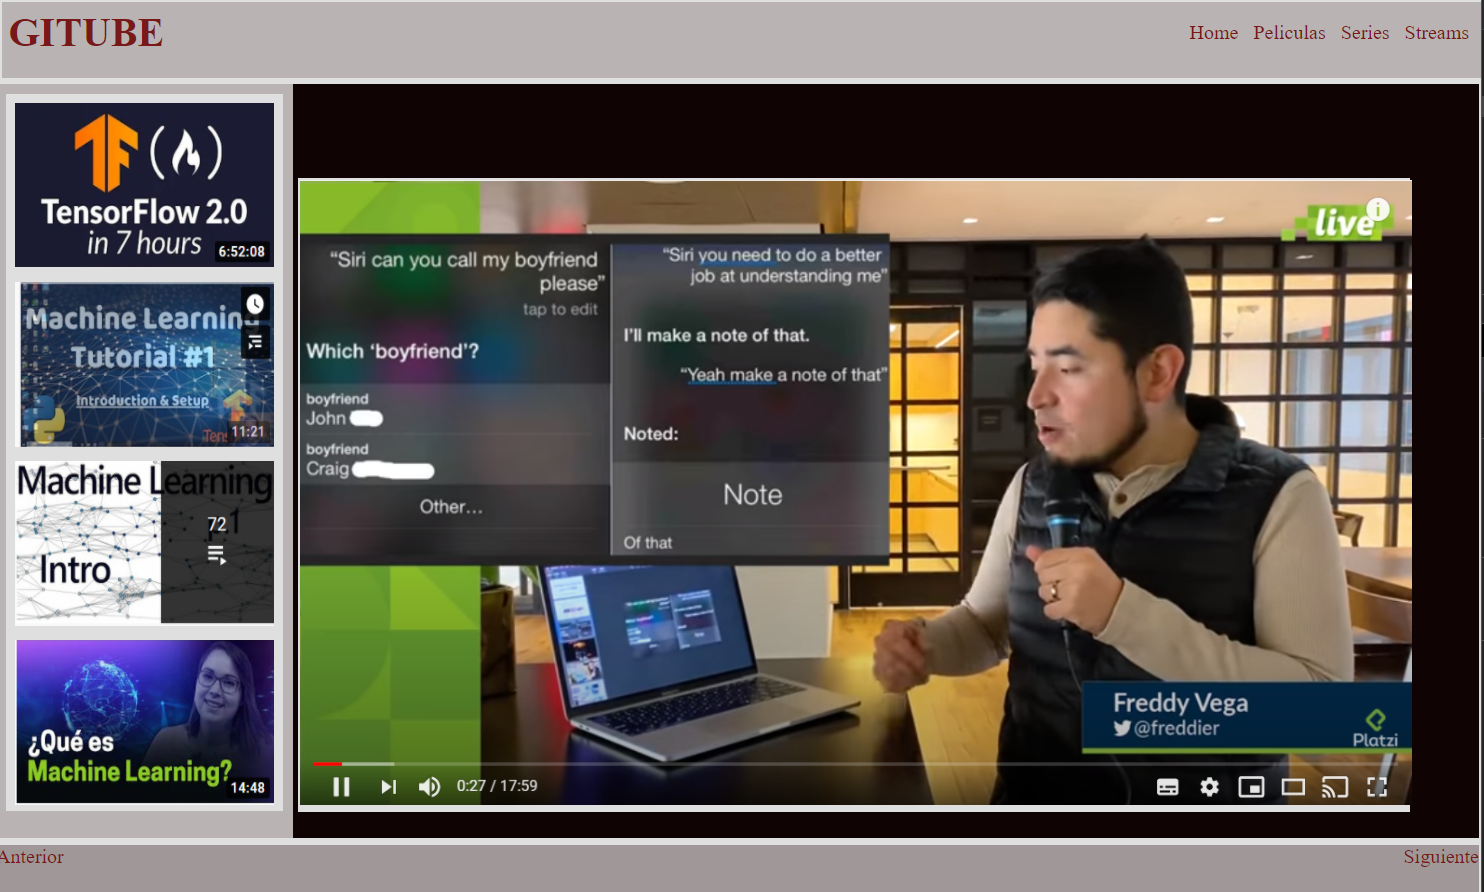 GITUBE
Home Peliculas Series Streams
TensorFlow 2.0
in 7 hours
6:52:08
Machine Learning
Tutorial #1
Introduction & Setup
11:21
Machine Learning
72
Intro
¿Qué es
Machine Learning?
14:48
live
“Siri can you call my boyfriend
please”
tap to edit
Which ‘boyfriend’?
boyfriend
John
boyfriend
Craig
Other...
“Siri you need to do a better
job at understanding me”
I'll make a note of that.
“Yeah make a note of that”
Noted:
Note
Of that
Freddy Vega
@freddier
Platzi
0:27 / 17:59
Anterior
Siguiente